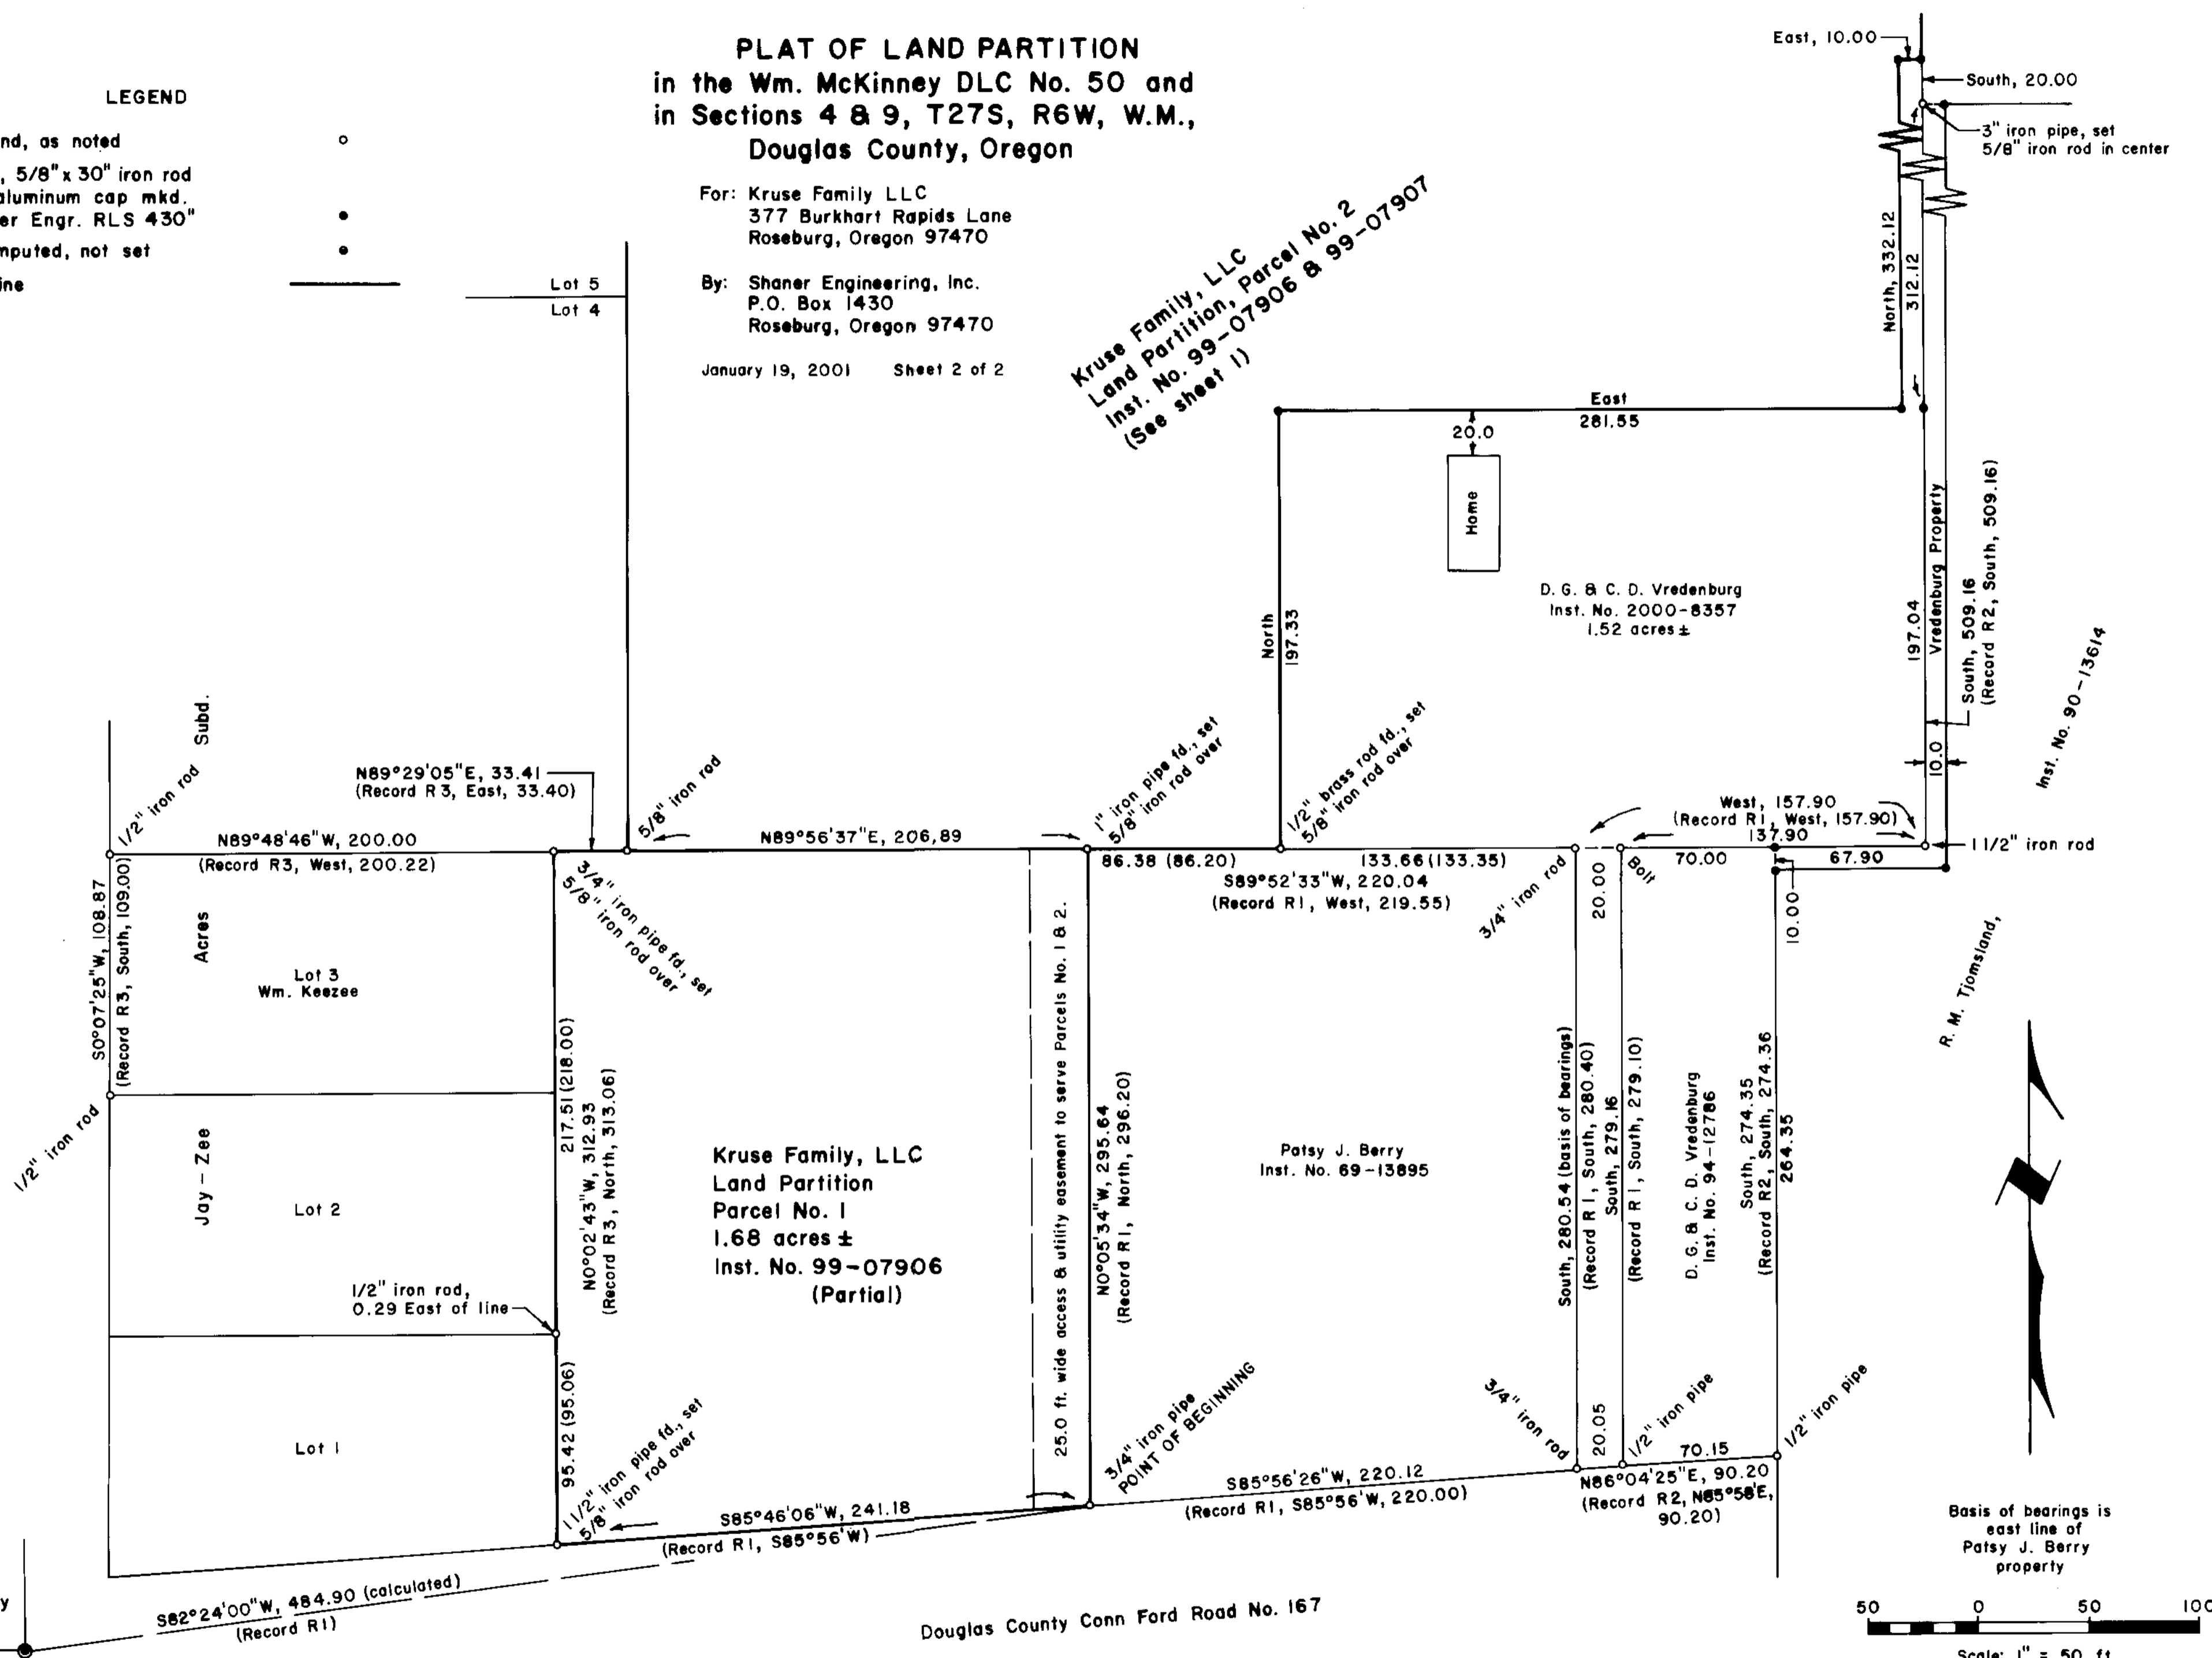 PLAT OF LAND PARTITION
in the Wm. McKinney DLC No. 50 and
in Sections 4 & 9, T27S, R6W, W.M.,
Douglas County, Oregon
For: Kruse Family LLC
377 Burkhart Rapids Lane
Roseburg, Oregon 97470
By: Shaner Engineering, Inc.
P.O. Box 1430
Roseburg, Oregon 97470
January 19, 2001 Sheet 2 of 2
LEGEND
nd, as noted
, 5/8" x 30" iron rod
aluminum cap mkd.
er Engr. RLS 430"
mputed, not set
ine
Lot 5
Lot 4
Kruse Family, LLC
Land Partition, Parcel No. 2
Inst. No. 99-07906 & 99-07907
(See sheet 1)
East, 10.00
South, 20.00
3" iron pipe, set
5/8" iron rod in center
North, 332.12
312.12
East
281.55
20.0
Home
North
197.33
D. G. & C. D. Vredenburg
Inst. No. 2000-8357
1.52 acres ±
197.04
Vredenburg Property
South, 509.16
(Record R2, South, 509.16)
10.0
Inst. No. 90-13614
R. M. Tjomsland,
Subd.
Acres
Jay-Zee
1/2" iron rod
N89°29'05"E, 33.41
(Record R3, East, 33.40)
5/8" iron rod
N89°48'46"W, 200.00
(Record R3, West, 200.22)
N89°56'37"E, 206.89
1" iron pipe fd., set
5/8" iron rod over
1/2" brass rod fd., set
5/8" iron rod over
86.38 (86.20)
133.66 (133.35)
S89°52'33"W, 220.04
(Record R1, West, 219.55)
West, 157.90
(Record R1, West, 157.90)
137.90
70.00
67.90
1 1/2" iron rod
3/4" iron rod
20.00
Bolt
10.00
S0°07'25"W, 108.87
(Record R3, South, 109.00)
3/4" iron pipe fd., set
5/8" iron rod over
Lot 3
Wm. Keezee
1/2" iron rod
Lot 2
217.51 (218.00)
N0°02'43"W, 312.93
(Record R3, North, 313.06)
Kruse Family, LLC
Land Partition
Parcel No. 1
1.68 acres ±
Inst. No. 99-07906
(Partial)
25.0 ft. wide access & utility easement to serve Parcels No. 1 & 2.
N0°05'34"W, 295.64
(Record R1, North, 296.20)
Patsy J. Berry
Inst. No. 69-13895
South, 280.54 (basis of bearings)
(Record R1, South, 280.40)
South, 279.16
(Record R1, South, 279.10)
D. G. & C. D. Vredenburg
Inst. No. 94-12786
South, 274.35
(Record R2, South, 274.36
264.35
1/2" iron rod,
0.29 East of line
Lot 1
95.42 (95.06)
1 1/2" iron pipe fd., set
5/8" iron rod over
3/4" iron pipe
POINT OF BEGINNING
3/4" iron rod
20.05
1/2" iron pipe
70.15
1/2" iron pipe
S85°46'06"W, 241.18
(Record R1, S85°56'W)
S85°56'26"W, 220.12
(Record R1, S85°56'W, 220.00)
N86°04'25"E, 90.20
(Record R2, N85°58'E,
90.20)
S82°24'00"W, 484.90 (calculated)
(Record R1)
y
Douglas County Conn Ford Road No. 167
Basis of bearings is
east line of
Patsy J. Berry
property
50 0 50 100
Scale: 1" = 50 ft.